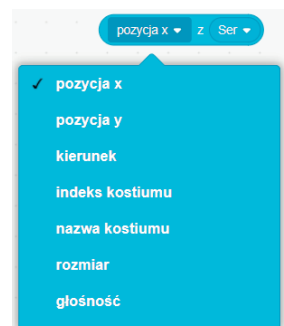 pozycja x z Ser
pozycja x
pozycja y
kierunek
indeks kostiumu
nazwa kostiumu
rozmiar
głośność